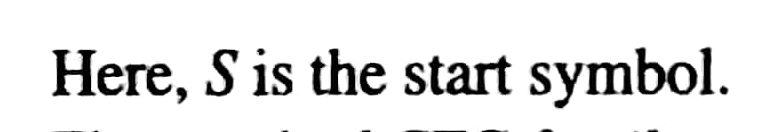 Here, S is the start symbol.